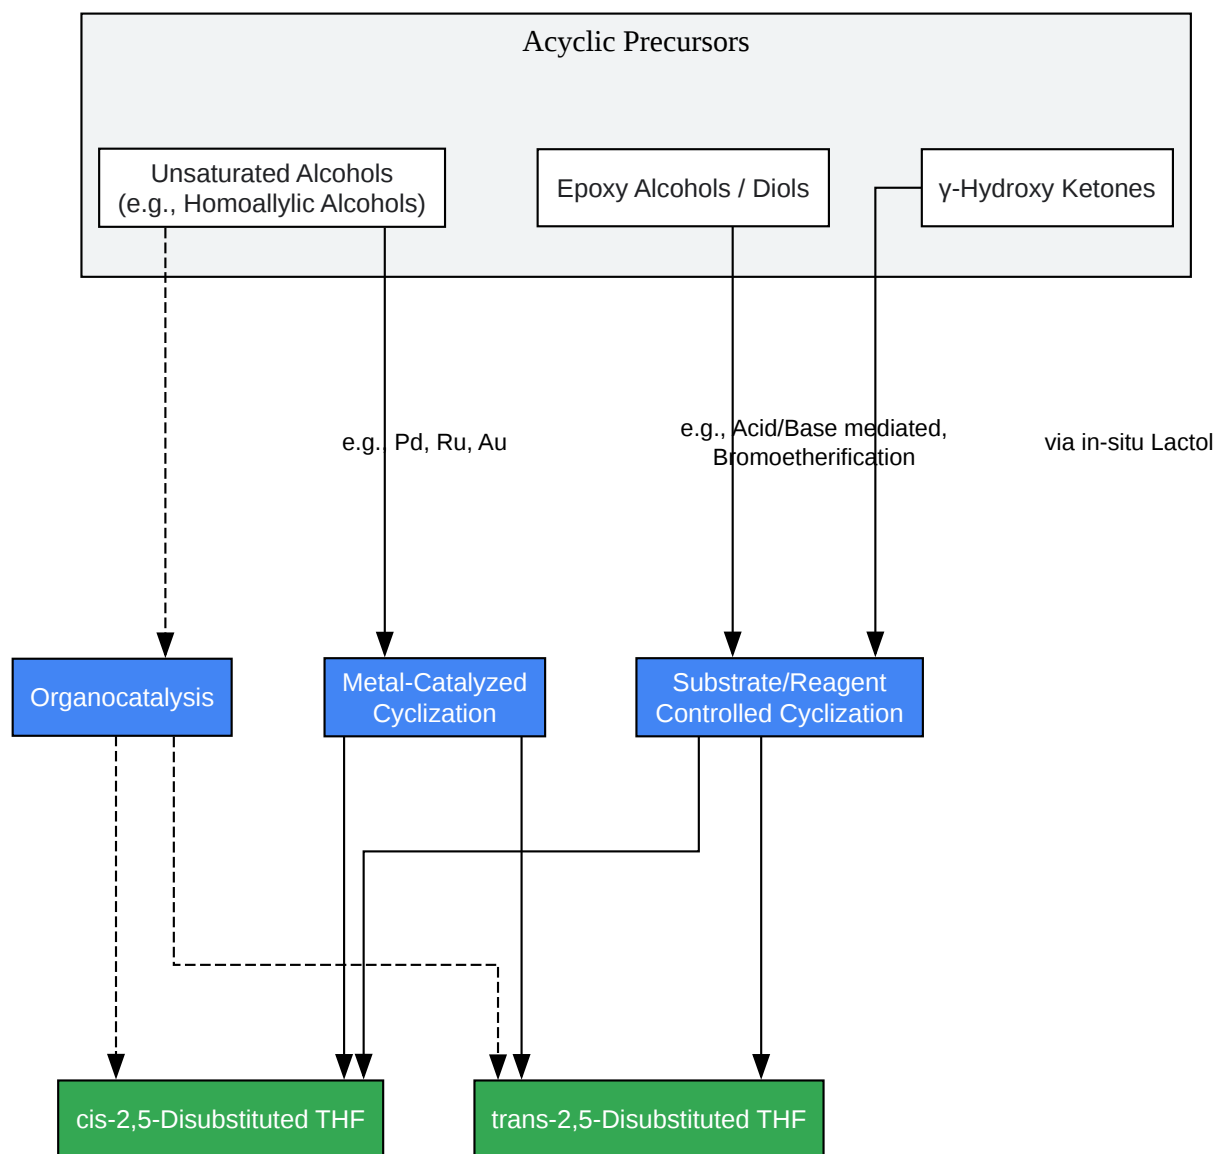 Acyclic Precursors
Unsaturated Alcohols
(e.g., Homoallylic Alcohols)
Epoxy Alcohols / Diols
γ-Hydroxy Ketones
e.g., Pd, Ru, Au
e.g., Acid/Base mediated,
Bromoetherification
via in-situ Lactol
Organocatalysis
Metal-Catalyzed
Cyclization
Substrate/Reagent
Controlled Cyclization
cis-2,5-Disubstituted THF
trans-2,5-Disubstituted THF